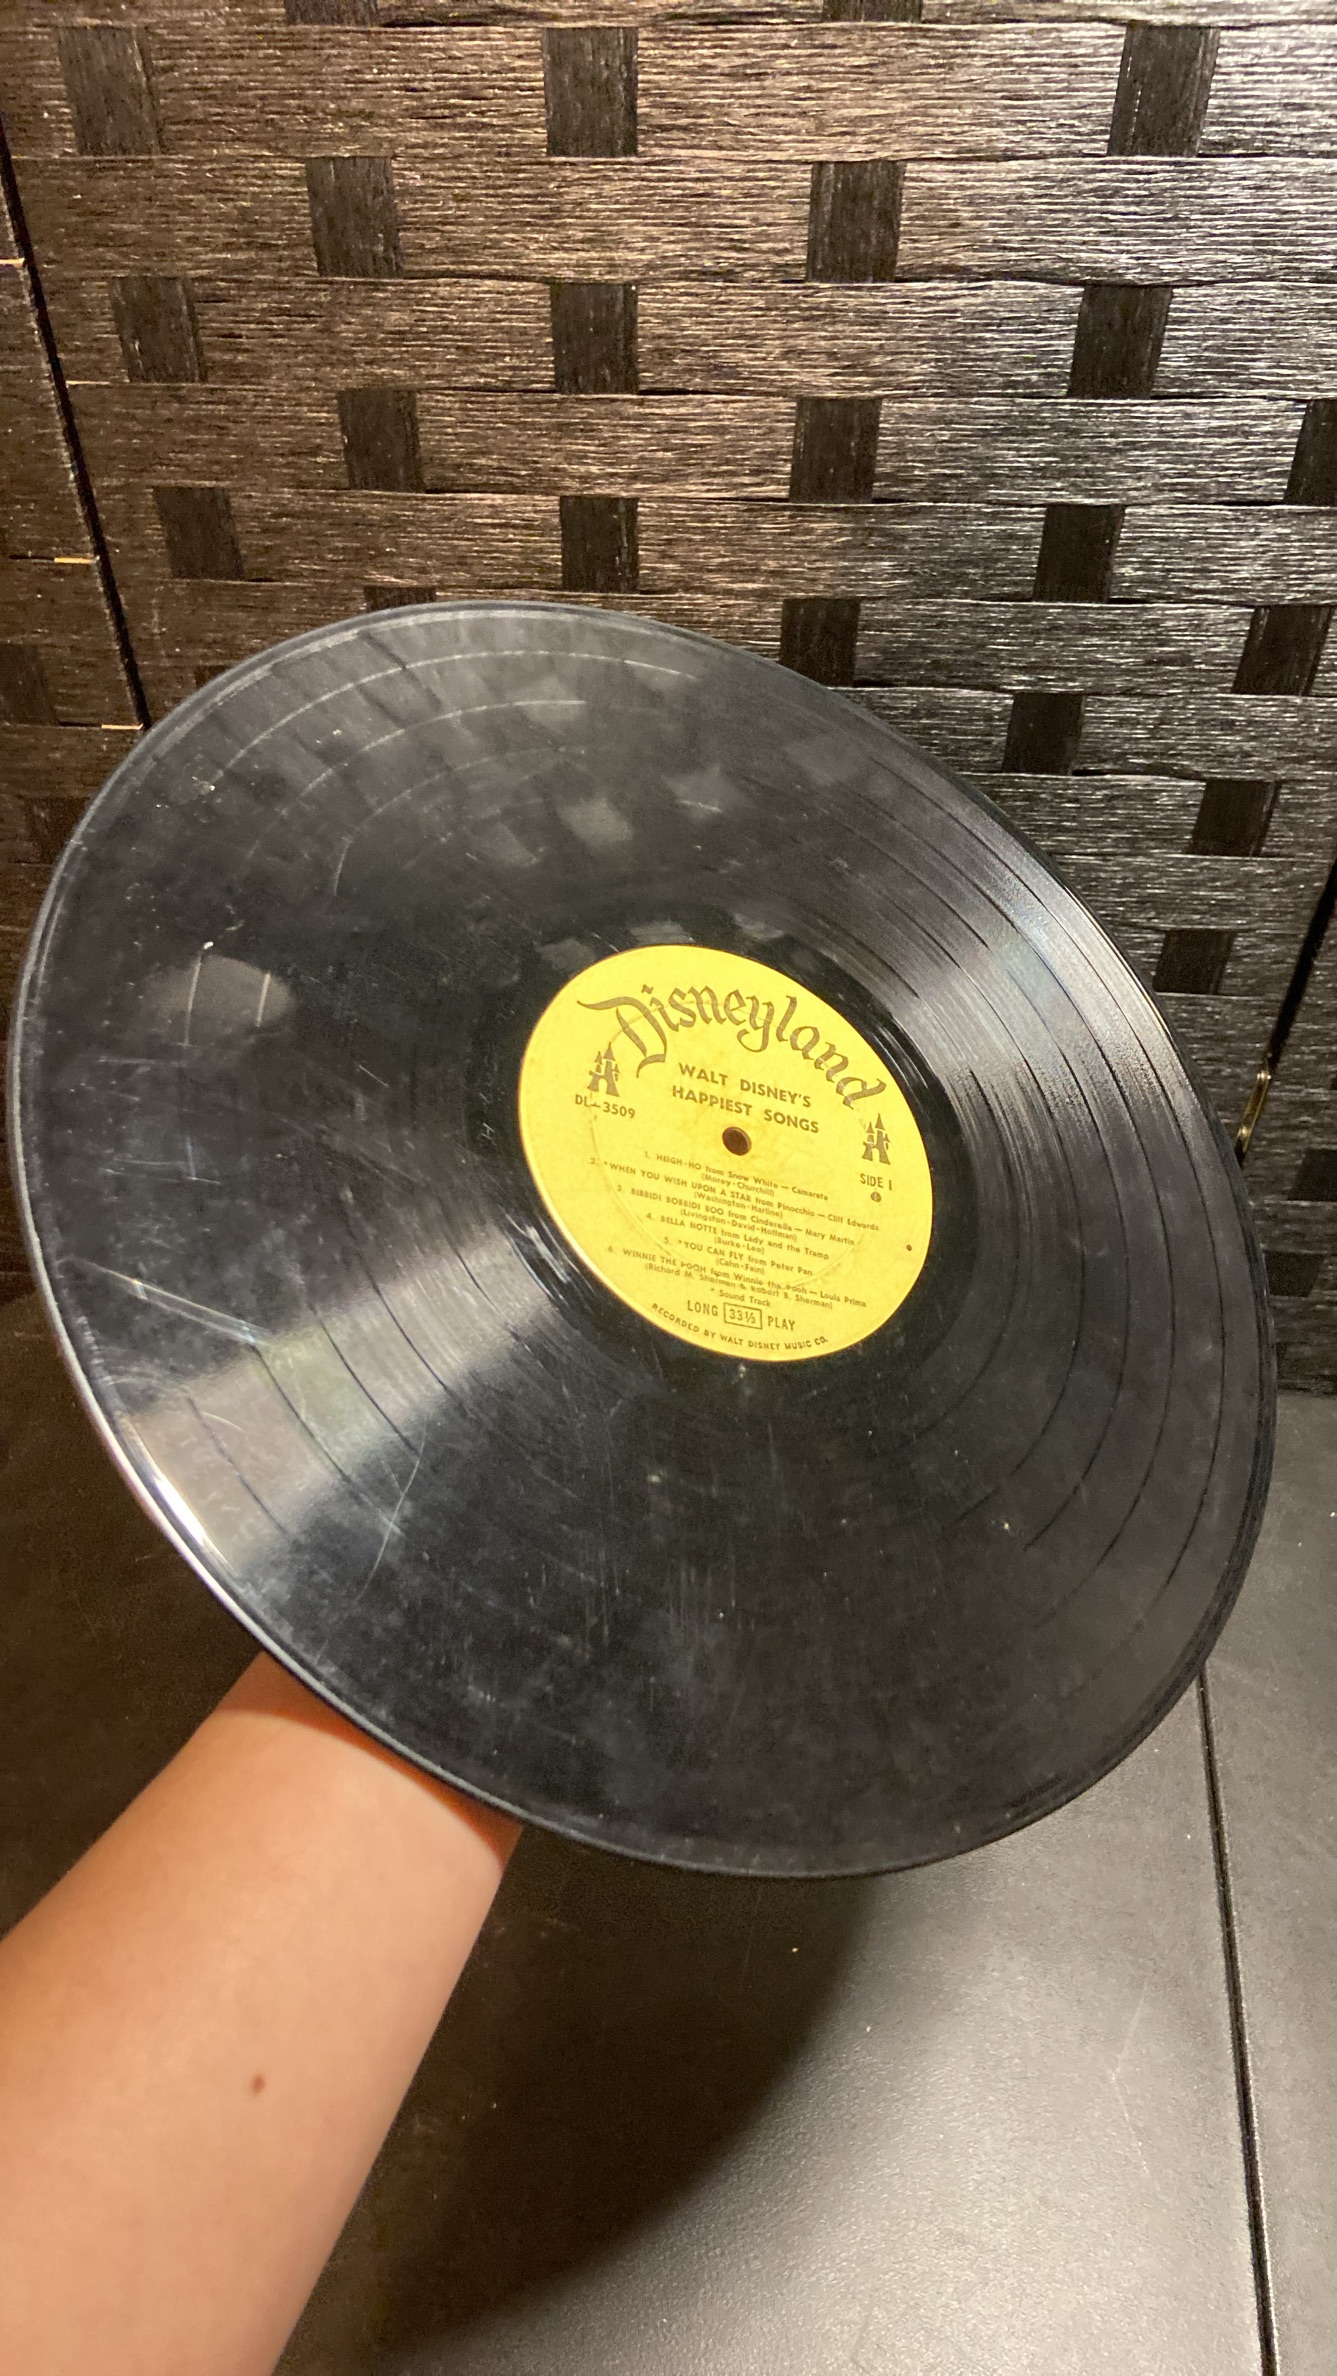 Disneyland
WALT DISNEY'S
HAPPIEST SONGS
DL-3509
SIDE 1
1. HEIGH-HO from Snow White — Camarata
(Morey-Churchill)
2. *WHEN YOU WISH UPON A STAR from Pinocchio — Cliff Edwards
(Washington-Harline)
3. BIBBIDI BOBBIDI BOO from Cinderella — Mary Martin
(Livingston-David-Hoffman)
4. BELLA NOTTE from Lady and the Tramp
(Burke-Lee)
5. *YOU CAN FLY from Peter Pan
(Cahn-Fain)
6. WINNIE THE POOH from Winnie the Pooh — Louis Prima
(Richard M. Sherman & Robert B. Sherman)
* Sound Track
LONG 33⅓ PLAY
RECORDED BY WALT DISNEY MUSIC CO.